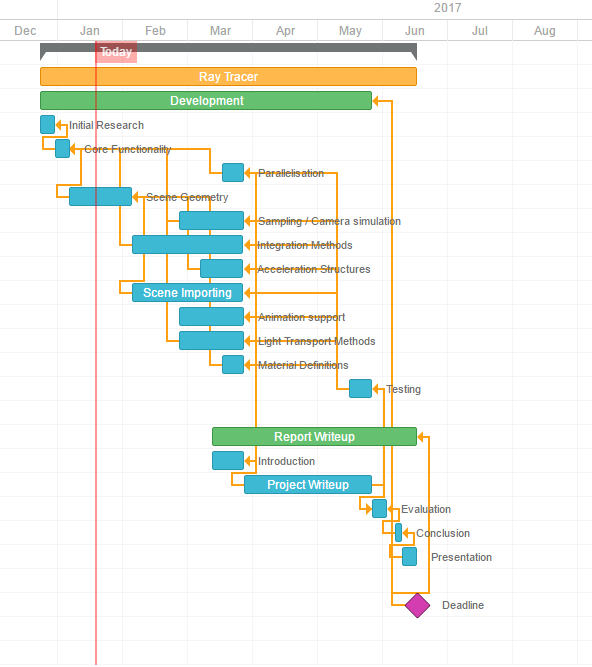 2017
Dec Jan Feb Mar Apr May Jun Jul Aug
Today
Ray Tracer
Development
Initial Research
Core Functionality
Parallelisation
Scene Geometry
Sampling / Camera simulation
Integration Methods
Acceleration Structures
Scene Importing
Animation support
Light Transport Methods
Material Definitions
Testing
Report Writeup
Introduction
Project Writeup
Evaluation
Conclusion
Presentation
Deadline